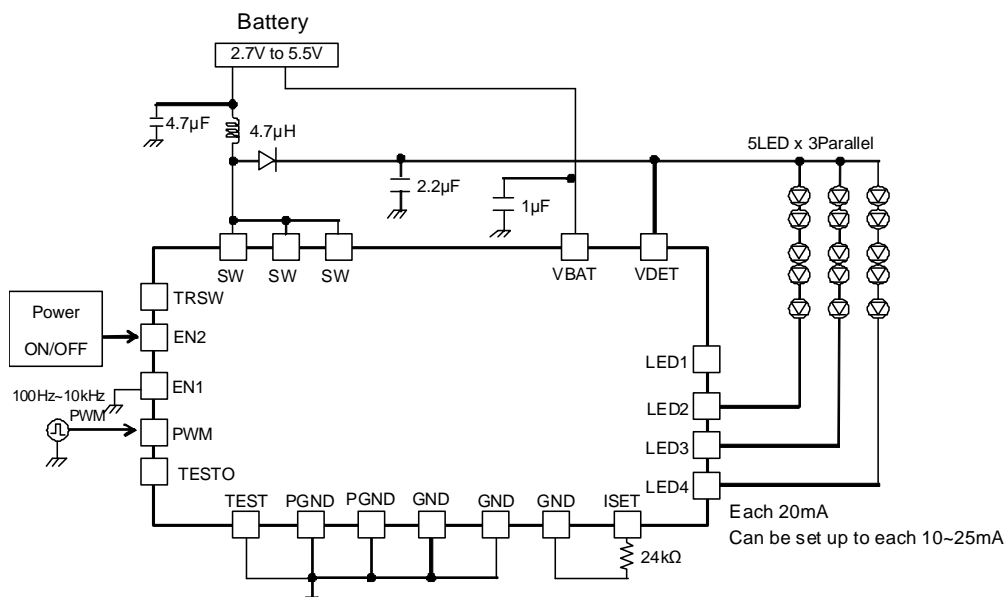 Battery
2.7V to 5.5V
4.7µF
4.7µH
5LED x 3Parallel
2.2µF
1µF
SW
SW
SW
VBAT
VDET
TRSW
Power
ON/OFF
EN2
EN1
100Hz~10kHz
PWM
PWM
TESTO
LED1
LED2
LED3
LED4
TEST
PGND
PGND
GND
GND
GND
ISET
Each 20mA
Can be set up to each 10~25mA
24kΩ